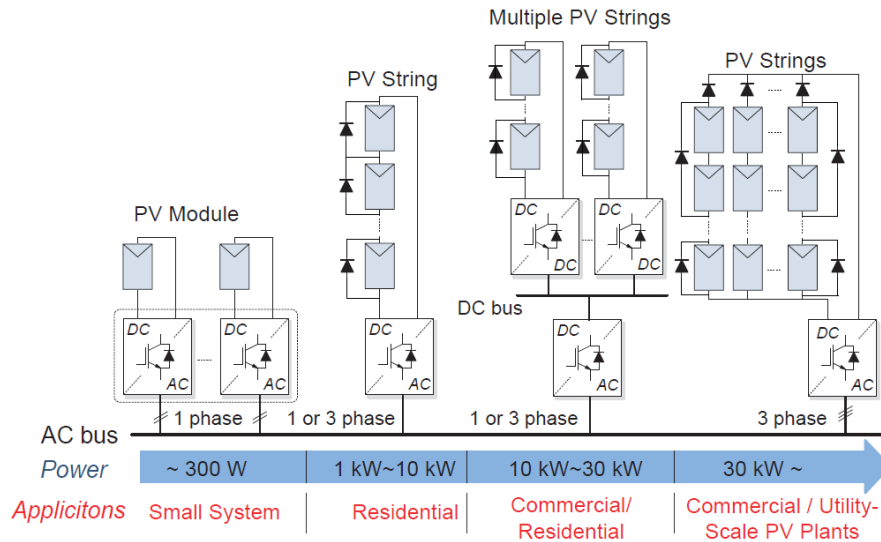 Multiple PV Strings
PV Strings
PV String
PV Module
DC
DC
DC
DC
DC bus
DC
AC
DC
AC
DC
AC
DC
AC
DC
AC
1 phase
1 or 3 phase
1 or 3 phase
3 phase
AC bus
Power
~ 300 W
1 kW~10 kW
10 kW~30 kW
30 kW ~
Applicitons
Small System
Residential
Commercial/
Residential
Commercial / Utility-
Scale PV Plants